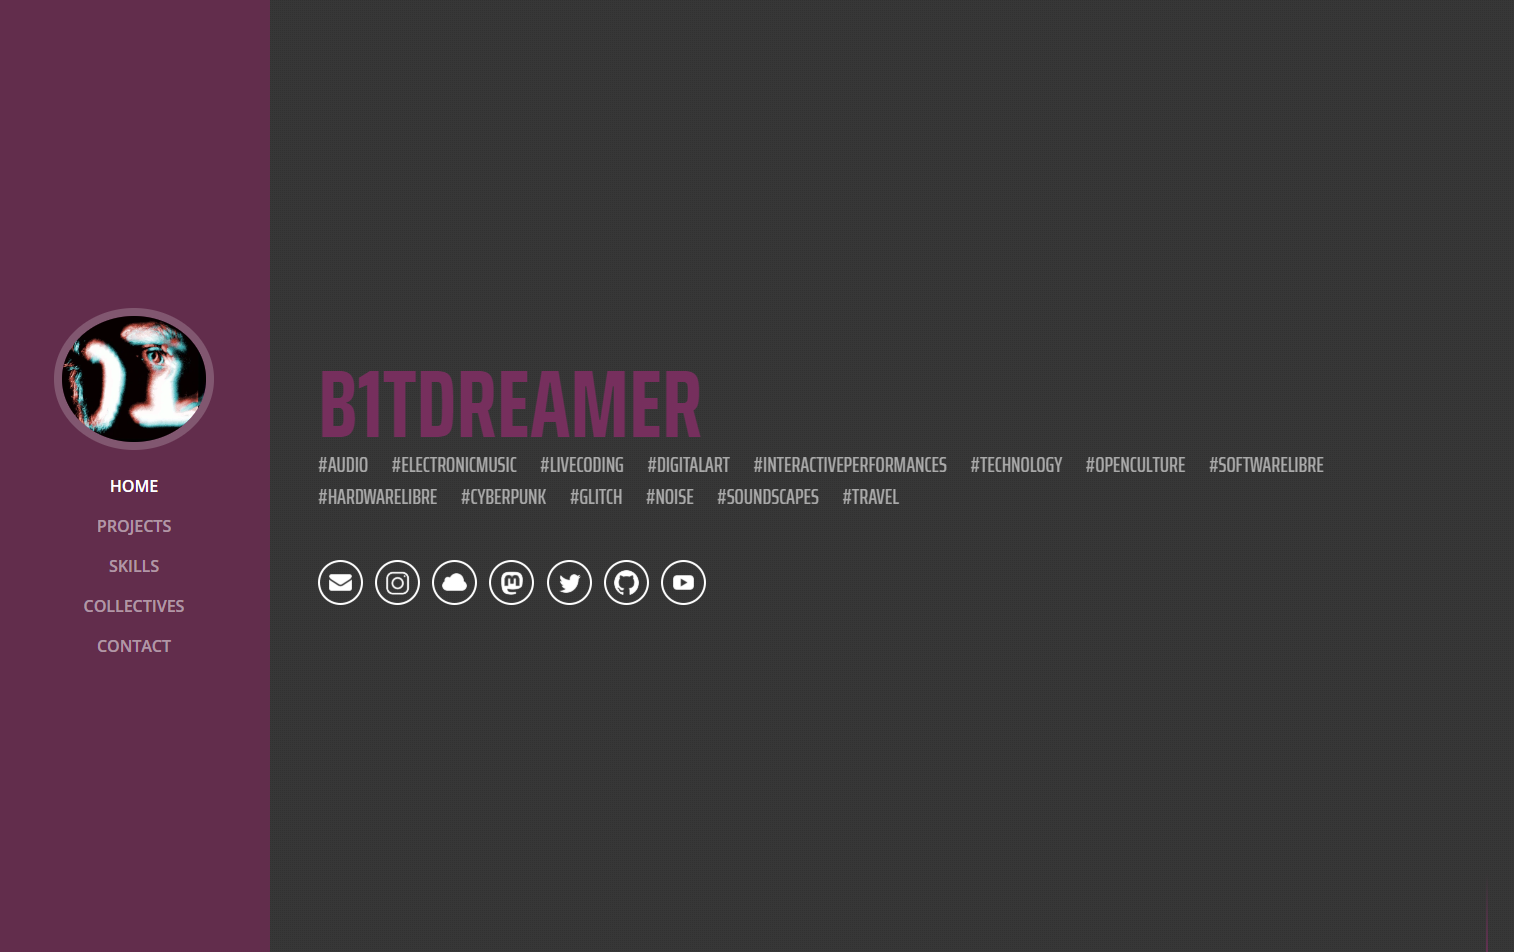 HOME
PROJECTS
SKILLS
COLLECTIVES
CONTACT
B1TDREAMER
#AUDIO #ELECTRONICMUSIC #LIVECODING #DIGITALART #INTERACTIVEPERFORMANCES #TECHNOLOGY #OPENCULTURE #SOFTWARELIBRE
#HARDWARELIBRE #CYBERPUNK #GLITCH #NOISE #SOUNDSCAPES #TRAVEL